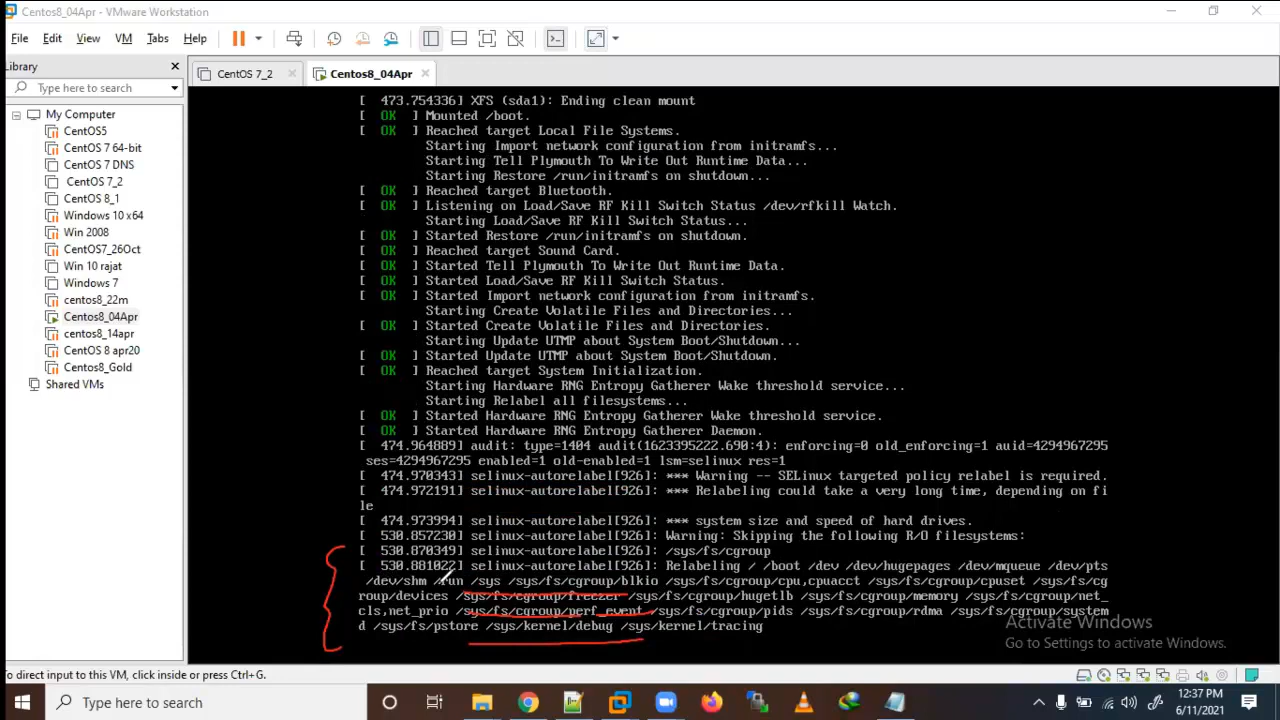 Centos8_04Apr - VMware Workstation
File Edit View VM Tabs Help
Library
Type here to search
CentOS 7_2
Centos8_04Apr
My Computer
CentOS5
CentOS 7 64-bit
CentOS 7 DNS
CentOS 7_2
CentOS 8_1
Windows 10 x64
Win 2008
CentOS7_26Oct
Win 10 rajat
Windows 7
centos8_22m
Centos8_04Apr
centos8_14apr
CentOS 8 apr20
Centos8_Gold
Shared VMs
[  473.754336] XFS (sda1): Ending clean mount
[  OK  ] Mounted /boot.
[  OK  ] Reached target Local File Systems.
Starting Import network configuration from initramfs...
Starting Tell Plymouth To Write Out Runtime Data...
Starting Restore /run/initramfs on shutdown...
[  OK  ] Reached target Bluetooth.
[  OK  ] Listening on Load/Save RF Kill Switch Status /dev/rfkill Watch.
Starting Load/Save RF Kill Switch Status...
[  OK  ] Started Restore /run/initramfs on shutdown.
[  OK  ] Reached target Sound Card.
[  OK  ] Started Tell Plymouth To Write Out Runtime Data.
[  OK  ] Started Load/Save RF Kill Switch Status.
[  OK  ] Started Import network configuration from initramfs.
Starting Create Volatile Files and Directories...
[  OK  ] Started Create Volatile Files and Directories.
Starting Update UTMP about System Boot/Shutdown...
[  OK  ] Started Update UTMP about System Boot/Shutdown.
[  OK  ] Reached target System Initialization.
Starting Hardware RNG Entropy Gatherer Wake threshold service...
Starting Relabel all filesystems...
[  OK  ] Started Hardware RNG Entropy Gatherer Wake threshold service.
[  OK  ] Started Hardware RNG Entropy Gatherer Daemon.
[  474.964889] audit: type=1404 audit(1623395222.690:4): enforcing=0 old_enforcing=1 auid=4294967295
ses=4294967295 enabled=1 old-enabled=1 lsm=selinux res=1
[  474.970343] selinux-autorelabel[926]: *** Warning -- SELinux targeted policy relabel is required.
[  474.972191] selinux-autorelabel[926]: *** Relabeling could take a very long time, depending on fi
le
[  474.973994] selinux-autorelabel[926]: *** system size and speed of hard drives.
[  530.857230] selinux-autorelabel[926]: Warning: Skipping the following R/O filesystems:
[  530.870349] selinux-autorelabel[926]: /sys/fs/cgroup
[  530.881022] selinux-autorelabel[926]: Relabeling / /boot /dev /dev/hugepages /dev/mqueue /dev/pts
/dev/shm /run /sys /sys/fs/cgroup/blkio /sys/fs/cgroup/cpu,cpuacct /sys/fs/cgroup/cpuset /sys/fs/cg
roup/devices /sys/fs/cgroup/freezer /sys/fs/cgroup/hugetlb /sys/fs/cgroup/memory /sys/fs/cgroup/net_
cls,net_prio /sys/fs/cgroup/perf_event /sys/fs/cgroup/pids /sys/fs/cgroup/rdma /sys/fs/cgroup/system
d /sys/fs/pstore /sys/kernel/debug /sys/kernel/tracing
Activate Windows
Go to Settings to activate Windows.
To direct input to this VM, click inside or press Ctrl+G.
Type here to search
12:37 PM
6/11/2021